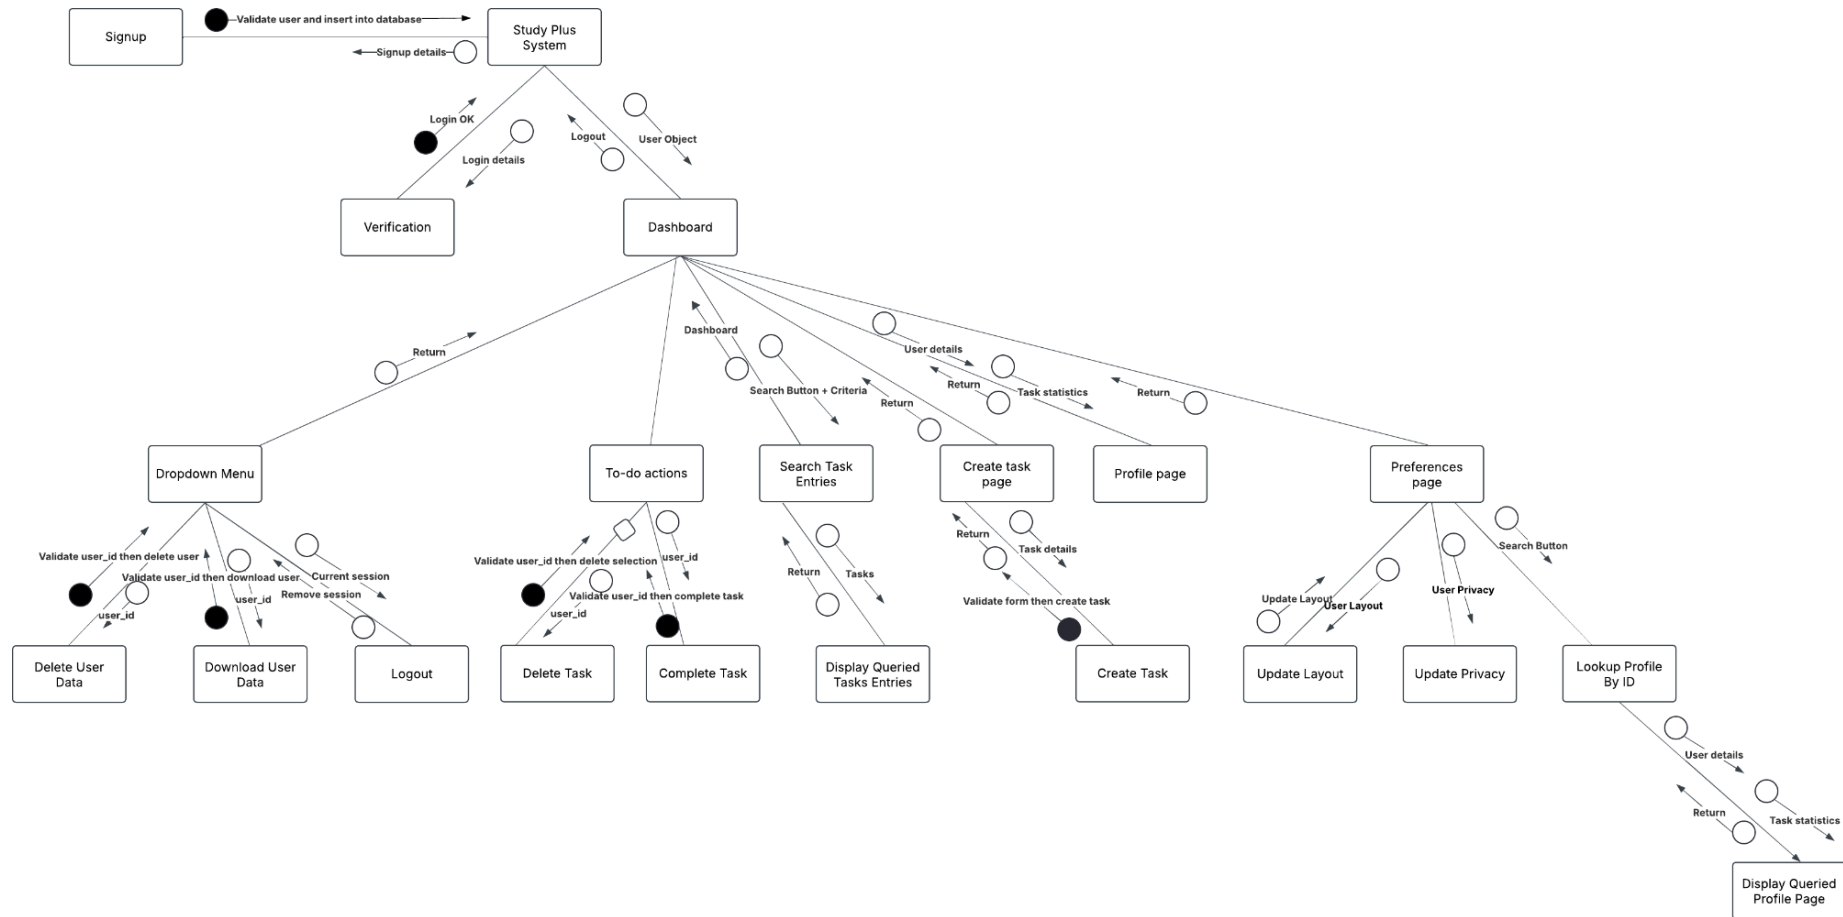 Signup
Validate user and insert into database
Signup details
Study Plus
System
Login OK
Login details
Logout
User Object
Verification
Dashboard
Return
Dashboard
Search Button + Criteria
User details
Return
Return
Task statistics
Return
Dropdown Menu
To-do actions
Search Task
Entries
Create task
page
Profile page
Preferences
page
Validate user_id then delete user
user_id
Validate user_id then download user
user_id
Current session
Remove session
Validate user_id then delete selection
user_id
user_id
Validate user_id then complete task
Return
Tasks
Return
Task details
Validate form then create task
Update Layout
User Layout
User Privacy
Search Button
Delete User
Data
Download User
Data
Logout
Delete Task
Complete Task
Display Queried
Tasks Entries
Create Task
Update Layout
Update Privacy
Lookup Profile
By ID
User details
Return
Task statistics
Display Queried
Profile Page